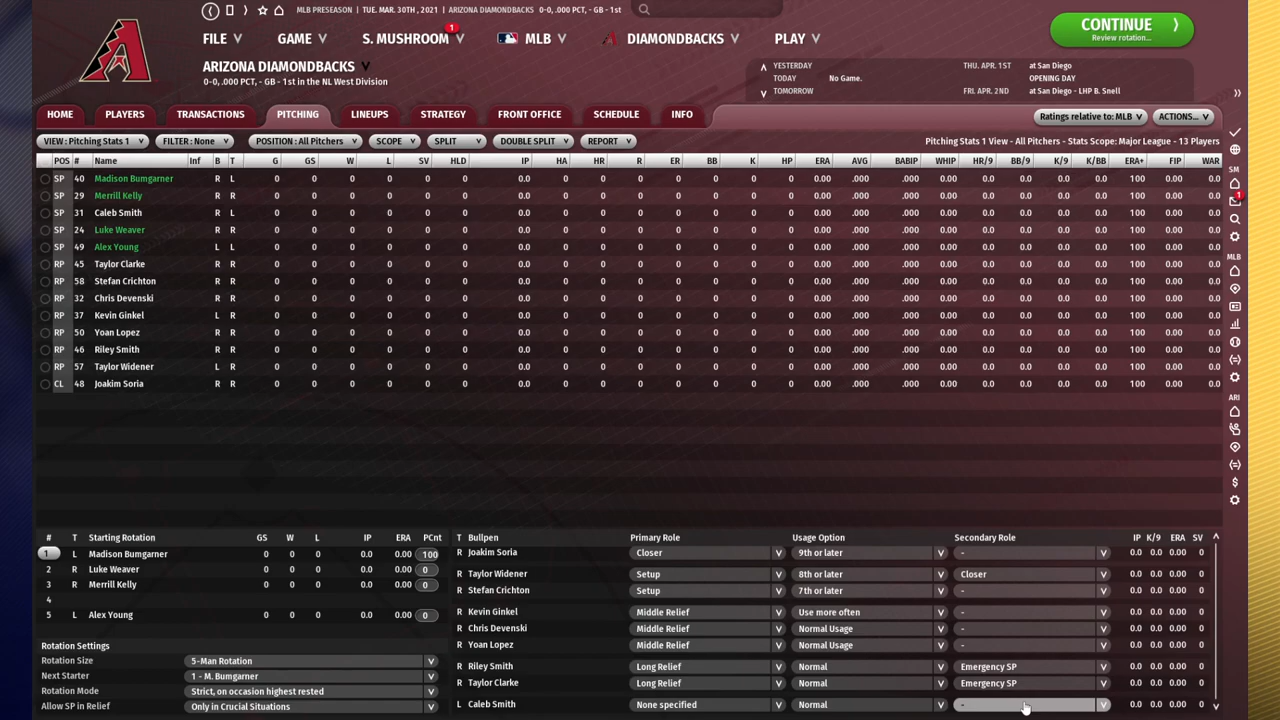 MLB PRESEASON | TUE. MAR. 30TH , 2021 | ARIZONA DIAMONDBACKS 0-0, .000 PCT, - GB - 1st
FILE GAME S. MUSHROOM 1 MLB DIAMONDBACKS PLAY
CONTINUE
Review rotation...
ARIZONA DIAMONDBACKS
0-0, .000 PCT, - GB - 1st in the NL West Division
YESTERDAY THU. APR. 1ST at San Diego
TODAY No Game. OPENING DAY
TOMORROW FRI. APR. 2ND at San Diego - LHP B. Snell
HOME PLAYERS TRANSACTIONS PITCHING LINEUPS STRATEGY FRONT OFFICE SCHEDULE INFO
Ratings relative to: MLB ACTIONS...
VIEW : Pitching Stats 1 FILTER : None POSITION : All Pitchers SCOPE SPLIT DOUBLE SPLIT REPORT
Pitching Stats 1 View - All Pitchers - Stats Scope: Major League - 13 Players
POS # Name Inf B T G GS W L SV HLD IP HA HR R ER BB K HP ERA AVG BABIP WHIP HR/9 BB/9 K/9 K/BB ERA+ FIP WAR
SP 40 Madison Bumgarner R L 0 0 0 0 0 0 0.0 0 0 0 0 0 0 0 0.00 .000 .000 0.00 0.0 0.0 0.0 0.0 100 0.00 0.0
SP 29 Merrill Kelly R R 0 0 0 0 0 0 0.0 0 0 0 0 0 0 0 0.00 .000 .000 0.00 0.0 0.0 0.0 0.0 100 0.00 0.0
SP 31 Caleb Smith R L 0 0 0 0 0 0 0.0 0 0 0 0 0 0 0 0.00 .000 .000 0.00 0.0 0.0 0.0 0.0 100 0.00 0.0
SP 24 Luke Weaver R R 0 0 0 0 0 0 0.0 0 0 0 0 0 0 0 0.00 .000 .000 0.00 0.0 0.0 0.0 0.0 100 0.00 0.0
SP 49 Alex Young L L 0 0 0 0 0 0 0.0 0 0 0 0 0 0 0 0.00 .000 .000 0.00 0.0 0.0 0.0 0.0 100 0.00 0.0
RP 45 Taylor Clarke R R 0 0 0 0 0 0 0.0 0 0 0 0 0 0 0 0.00 .000 .000 0.00 0.0 0.0 0.0 0.0 100 0.00 0.0
RP 58 Stefan Crichton R R 0 0 0 0 0 0 0.0 0 0 0 0 0 0 0 0.00 .000 .000 0.00 0.0 0.0 0.0 0.0 100 0.00 0.0
RP 32 Chris Devenski R R 0 0 0 0 0 0 0.0 0 0 0 0 0 0 0 0.00 .000 .000 0.00 0.0 0.0 0.0 0.0 100 0.00 0.0
RP 37 Kevin Ginkel L R 0 0 0 0 0 0 0.0 0 0 0 0 0 0 0 0.00 .000 .000 0.00 0.0 0.0 0.0 0.0 100 0.00 0.0
RP 50 Yoan Lopez R R 0 0 0 0 0 0 0.0 0 0 0 0 0 0 0 0.00 .000 .000 0.00 0.0 0.0 0.0 0.0 100 0.00 0.0
RP 46 Riley Smith R R 0 0 0 0 0 0 0.0 0 0 0 0 0 0 0 0.00 .000 .000 0.00 0.0 0.0 0.0 0.0 100 0.00 0.0
RP 57 Taylor Widener L R 0 0 0 0 0 0 0.0 0 0 0 0 0 0 0 0.00 .000 .000 0.00 0.0 0.0 0.0 0.0 100 0.00 0.0
CL 48 Joakim Soria R R 0 0 0 0 0 0 0.0 0 0 0 0 0 0 0 0.00 .000 .000 0.00 0.0 0.0 0.0 0.0 100 0.00 0.0
SM
1
MLB
ARI
# T Starting Rotation GS W L IP ERA PCnt
1 L Madison Bumgarner 0 0 0 0.0 0.00 100
2 R Luke Weaver 0 0 0 0.0 0.00 0
3 R Merrill Kelly 0 0 0 0.0 0.00 0
4
5 L Alex Young 0 0 0 0.0 0.00 0
Rotation Settings
Rotation Size 5-Man Rotation
Next Starter 1 - M. Bumgarner
Rotation Mode Strict, on occasion highest rested
Allow SP in Relief Only in Crucial Situations
T Bullpen Primary Role Usage Option Secondary Role IP K/9 ERA SV
R Joakim Soria Closer 9th or later - 0.0 0.0 0.00 0
R Taylor Widener Setup 8th or later Closer 0.0 0.0 0.00 0
R Stefan Crichton Setup 7th or later - 0.0 0.0 0.00 0
R Kevin Ginkel Middle Relief Use more often - 0.0 0.0 0.00 0
R Chris Devenski Middle Relief Normal Usage - 0.0 0.0 0.00 0
R Yoan Lopez Middle Relief Normal Usage - 0.0 0.0 0.00 0
R Riley Smith Long Relief Normal Emergency SP 0.0 0.0 0.00 0
R Taylor Clarke Long Relief Normal Emergency SP 0.0 0.0 0.00 0
L Caleb Smith None specified Normal - 0.0 0.0 0.00 0